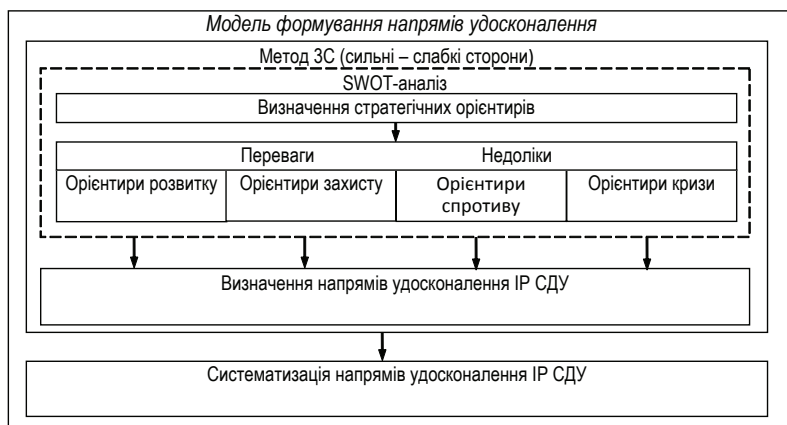 Модель формування напрямів удосконалення
Метод 3С (сильні – слабкі сторони)
SWOT-аналіз
Визначення стратегічних орієнтирів
Переваги Недоліки
Орієнтири розвитку Орієнтири захисту Орієнтири спротиву Орієнтири кризи
Визначення напрямів удосконалення ІР СДУ
Систематизація напрямів удосконалення ІР СДУ